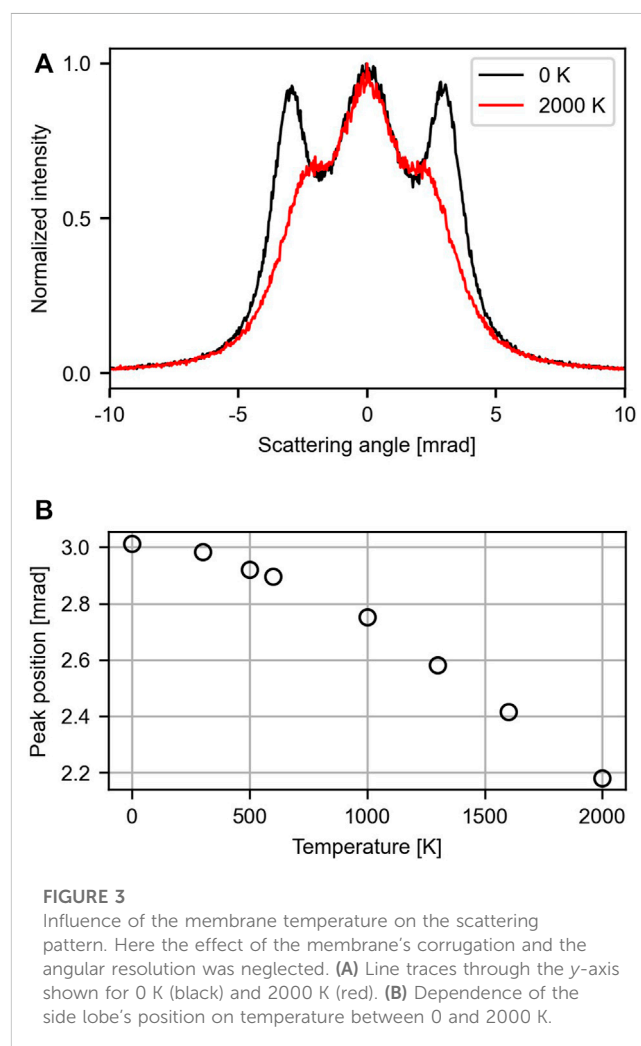 A
1.0
0.5
0.0
Normalized intensity
0 K
2000 K
-10
-5
0
5
10
Scattering angle [mrad]
B
3.0
2.8
2.6
2.4
2.2
Peak position [mrad]
0
500
1000
1500
2000
Temperature [K]
FIGURE 3
Influence of the membrane temperature on the scattering
pattern. Here the effect of the membrane's corrugation and the
angular resolution was neglected. (A) Line traces through the y-axis
shown for 0 K (black) and 2000 K (red). (B) Dependence of the
side lobe's position on temperature between 0 and 2000 K.